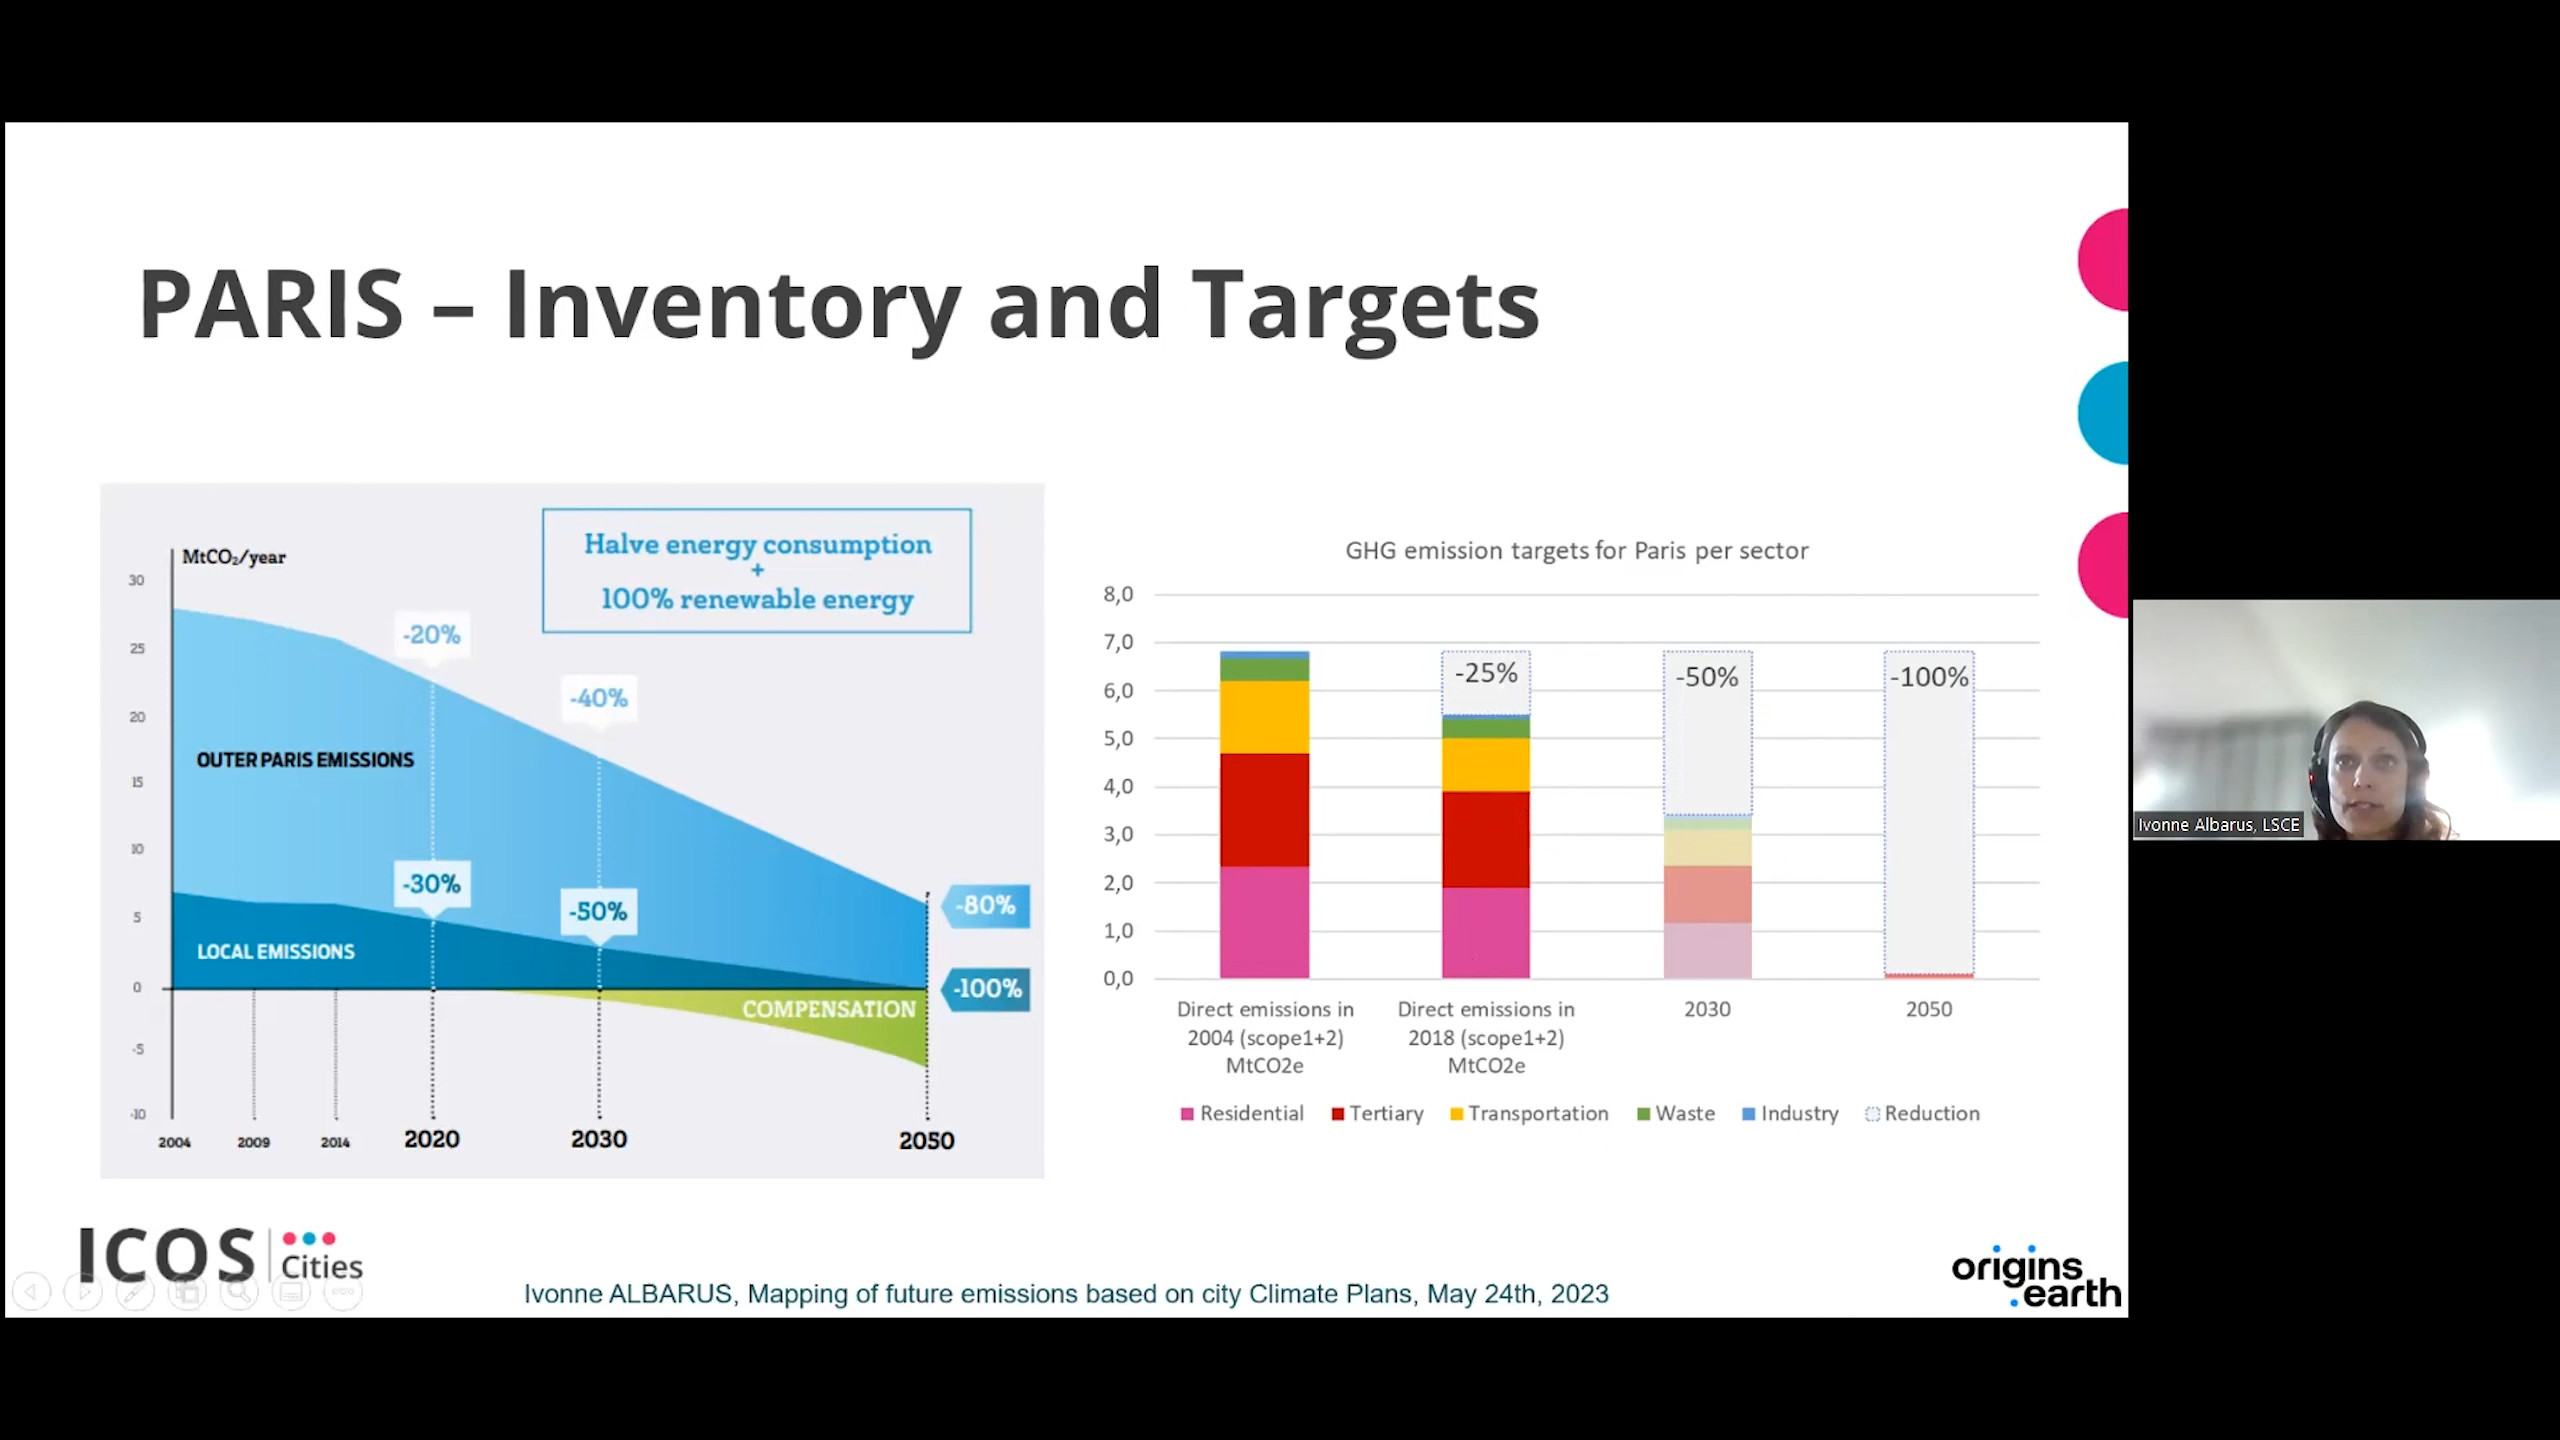 PARIS – Inventory and Targets
MtCO₂/year
Halve energy consumption
+
100% renewable energy
30
25
20
15
10
5
0
-5
-10
-20%
-40%
OUTER PARIS EMISSIONS
-30%
-50%
-80%
LOCAL EMISSIONS
-100%
COMPENSATION
2004
2009
2014
2020
2030
2050
GHG emission targets for Paris per sector
8,0
7,0
6,0
5,0
4,0
3,0
2,0
1,0
0,0
-25%
-50%
-100%
Direct emissions in
2004 (scope1+2)
MtCO2e
Direct emissions in
2018 (scope1+2)
MtCO2e
2030
2050
Residential
Tertiary
Transportation
Waste
Industry
Reduction
ICOS
Cities
Ivonne ALBARUS, Mapping of future emissions based on city Climate Plans, May 24th, 2023
origins
.earth
Ivonne Albarus, LSCE